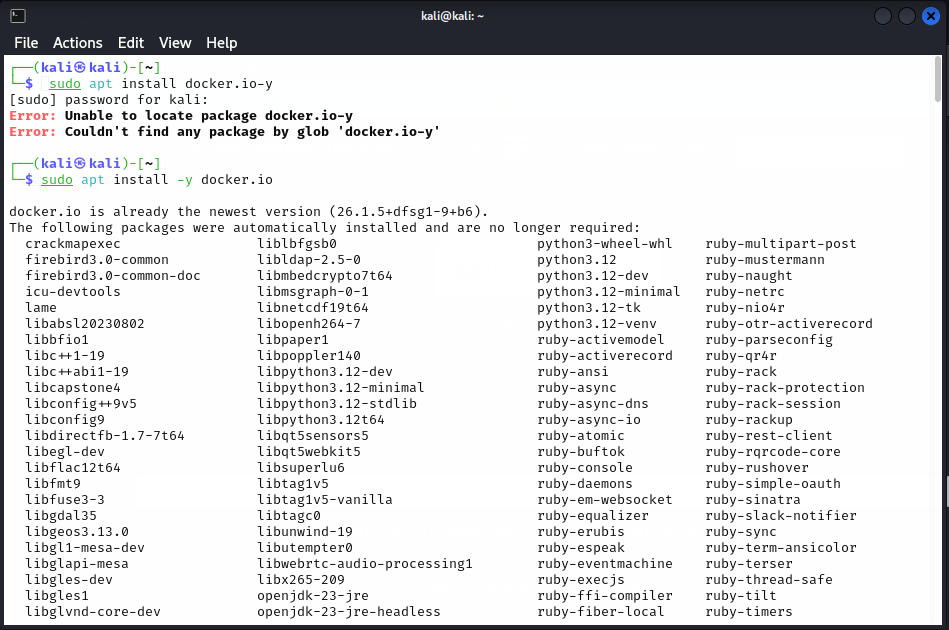 kali@kali: ~
File Actions Edit View Help
┌──(kali㉿kali)-[~]
└─$ sudo apt install docker.io-y
[sudo] password for kali:
Error: Unable to locate package docker.io-y
Error: Couldn't find any package by glob 'docker.io-y'
┌──(kali㉿kali)-[~]
└─$ sudo apt install -y docker.io
docker.io is already the newest version (26.1.5+dfsg1-9+b6).
The following packages were automatically installed and are no longer required:
crackmapexec liblbfgsb0 python3-wheel-whl ruby-multipart-post
firebird3.0-common libldap-2.5-0 python3.12 ruby-mustermann
firebird3.0-common-doc libmbedcrypto7t64 python3.12-dev ruby-naught
icu-devtools libmsgraph-0-1 python3.12-minimal ruby-netrc
lame libnetcdf19t64 python3.12-tk ruby-nio4r
libabsl20230802 libopenh264-7 python3.12-venv ruby-otr-activerecord
libbfio1 libpaper1 ruby-activemodel ruby-parseconfig
libc++1-19 libpoppler140 ruby-activerecord ruby-qr4r
libc++abi1-19 libpython3.12-dev ruby-ansi ruby-rack
libcapstone4 libpython3.12-minimal ruby-async ruby-rack-protection
libconfig++9v5 libpython3.12-stdlib ruby-async-dns ruby-rack-session
libconfig9 libpython3.12t64 ruby-async-io ruby-rackup
libdirectfb-1.7-7t64 libqt5sensors5 ruby-atomic ruby-rest-client
libegl-dev libqt5webkit5 ruby-buftok ruby-rqrcode-core
libflac12t64 libsuperlu6 ruby-console ruby-rushover
libfmt9 libtag1v5 ruby-daemons ruby-simple-oauth
libfuse3-3 libtag1v5-vanilla ruby-em-websocket ruby-sinatra
libgdal35 libtagc0 ruby-equalizer ruby-slack-notifier
libgeos3.13.0 libunwind-19 ruby-erubis ruby-sync
libgl1-mesa-dev libutempter0 ruby-espeak ruby-term-ansicolor
libglapi-mesa libwebrtc-audio-processing1 ruby-eventmachine ruby-terser
libgles-dev libx265-209 ruby-execjs ruby-thread-safe
libgles1 openjdk-23-jre ruby-ffi-compiler ruby-tilt
libglvnd-core-dev openjdk-23-jre-headless ruby-fiber-local ruby-timers